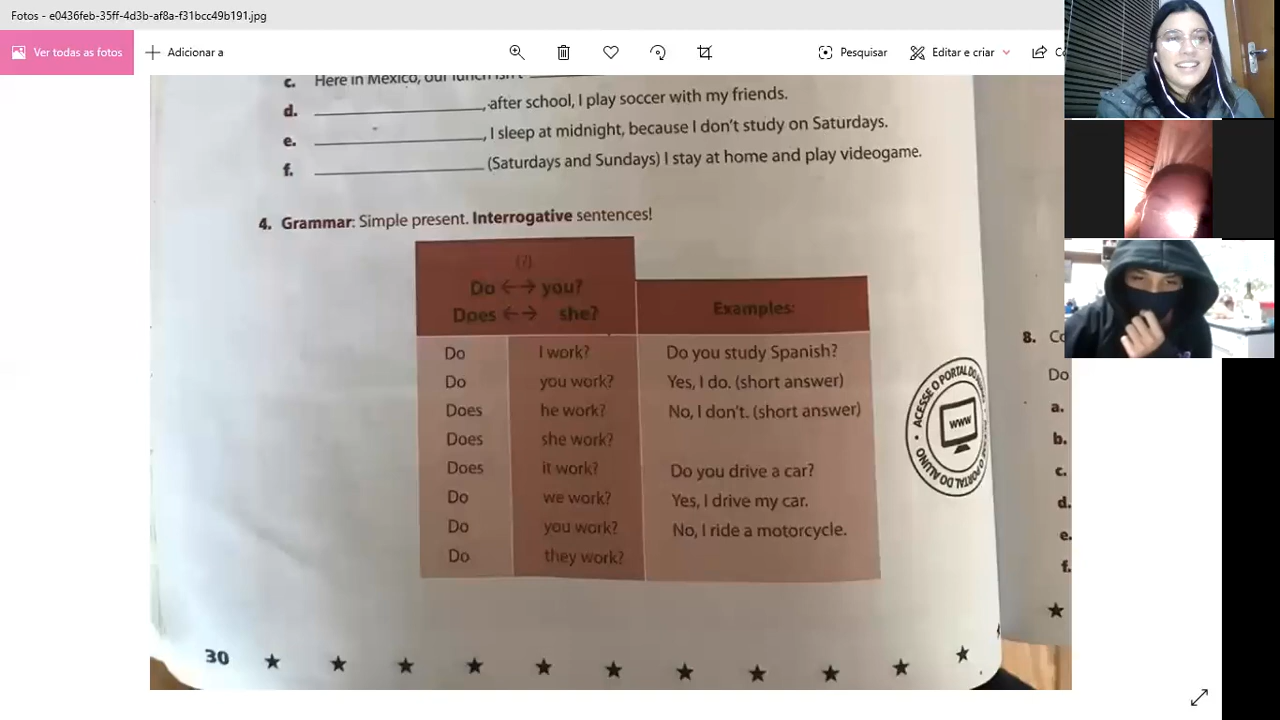 Fotos - e0436feb-35ff-4d3b-af8a-f31bcc49b191.jpg
Ver todas as fotos
Adicionar a
Pesquisar
Editar e criar
c. Here in Mexico, our lunch isn't
d. ____________, after school, I play soccer with my friends.
e. ____________, I sleep at midnight, because I don't study on Saturdays.
f. ____________ (Saturdays and Sundays) I stay at home and play videogame.
4. Grammar: Simple present. Interrogative sentences!
(?)
Do ↔ you?
Does ↔ she?
Examples:
Do I work? Do you study Spanish?
Do you work? Yes, I do. (short answer)
Does he work? No, I don't. (short answer)
Does she work?
Does it work? Do you drive a car?
Do we work? Yes, I drive my car.
Do you work? No, I ride a motorcycle.
Do they work?
ACESSE O PORTAL DO ALUNO
WWW
8.
Do
a.
b.
c.
d.
e.
f.
30